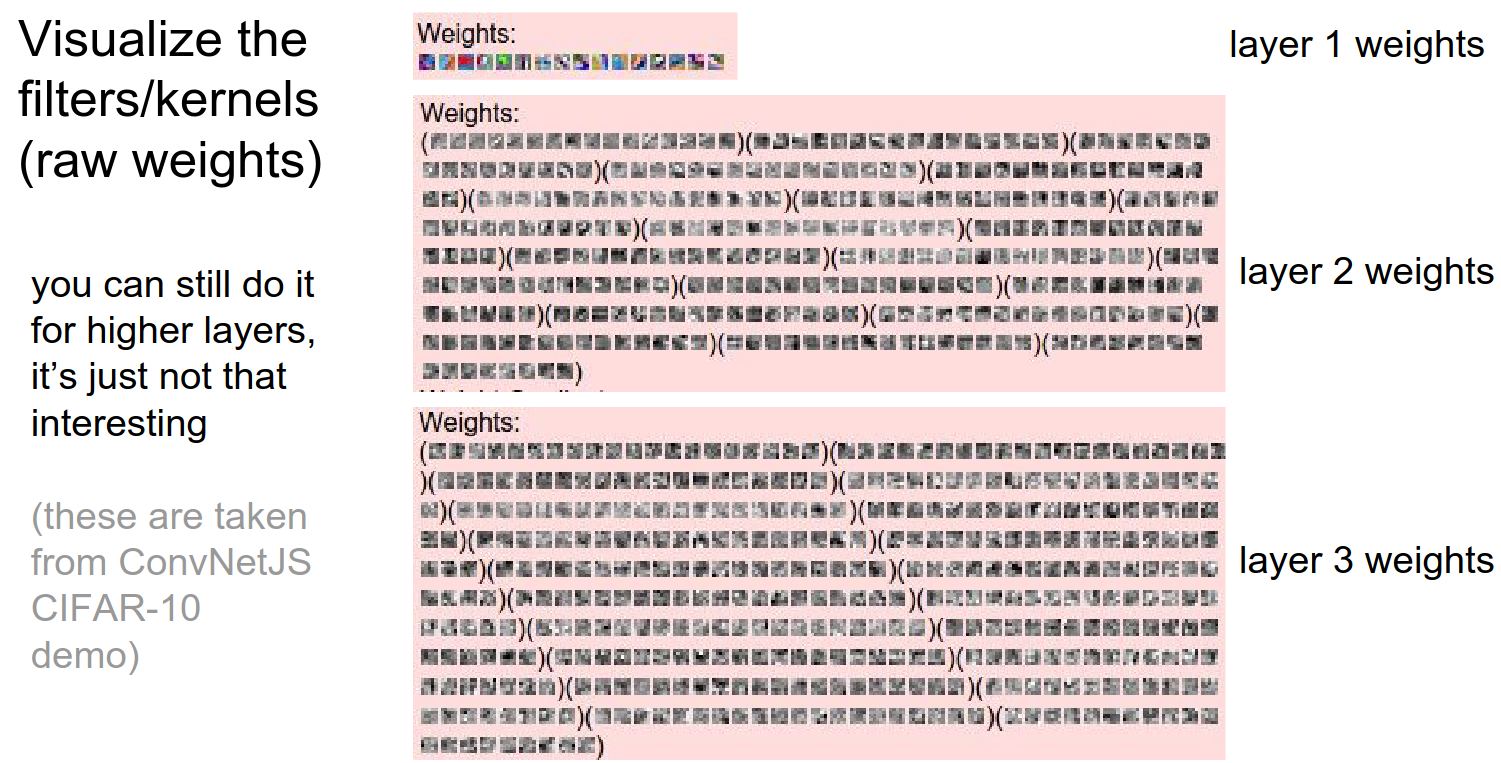 Visualize the
filters/kernels
(raw weights)
you can still do it
for higher layers,
it's just not that
interesting
(these are taken
from ConvNetJS
CIFAR-10
demo)
Weights:
layer 1 weights
Weights:
layer 2 weights
Weights:
layer 3 weights